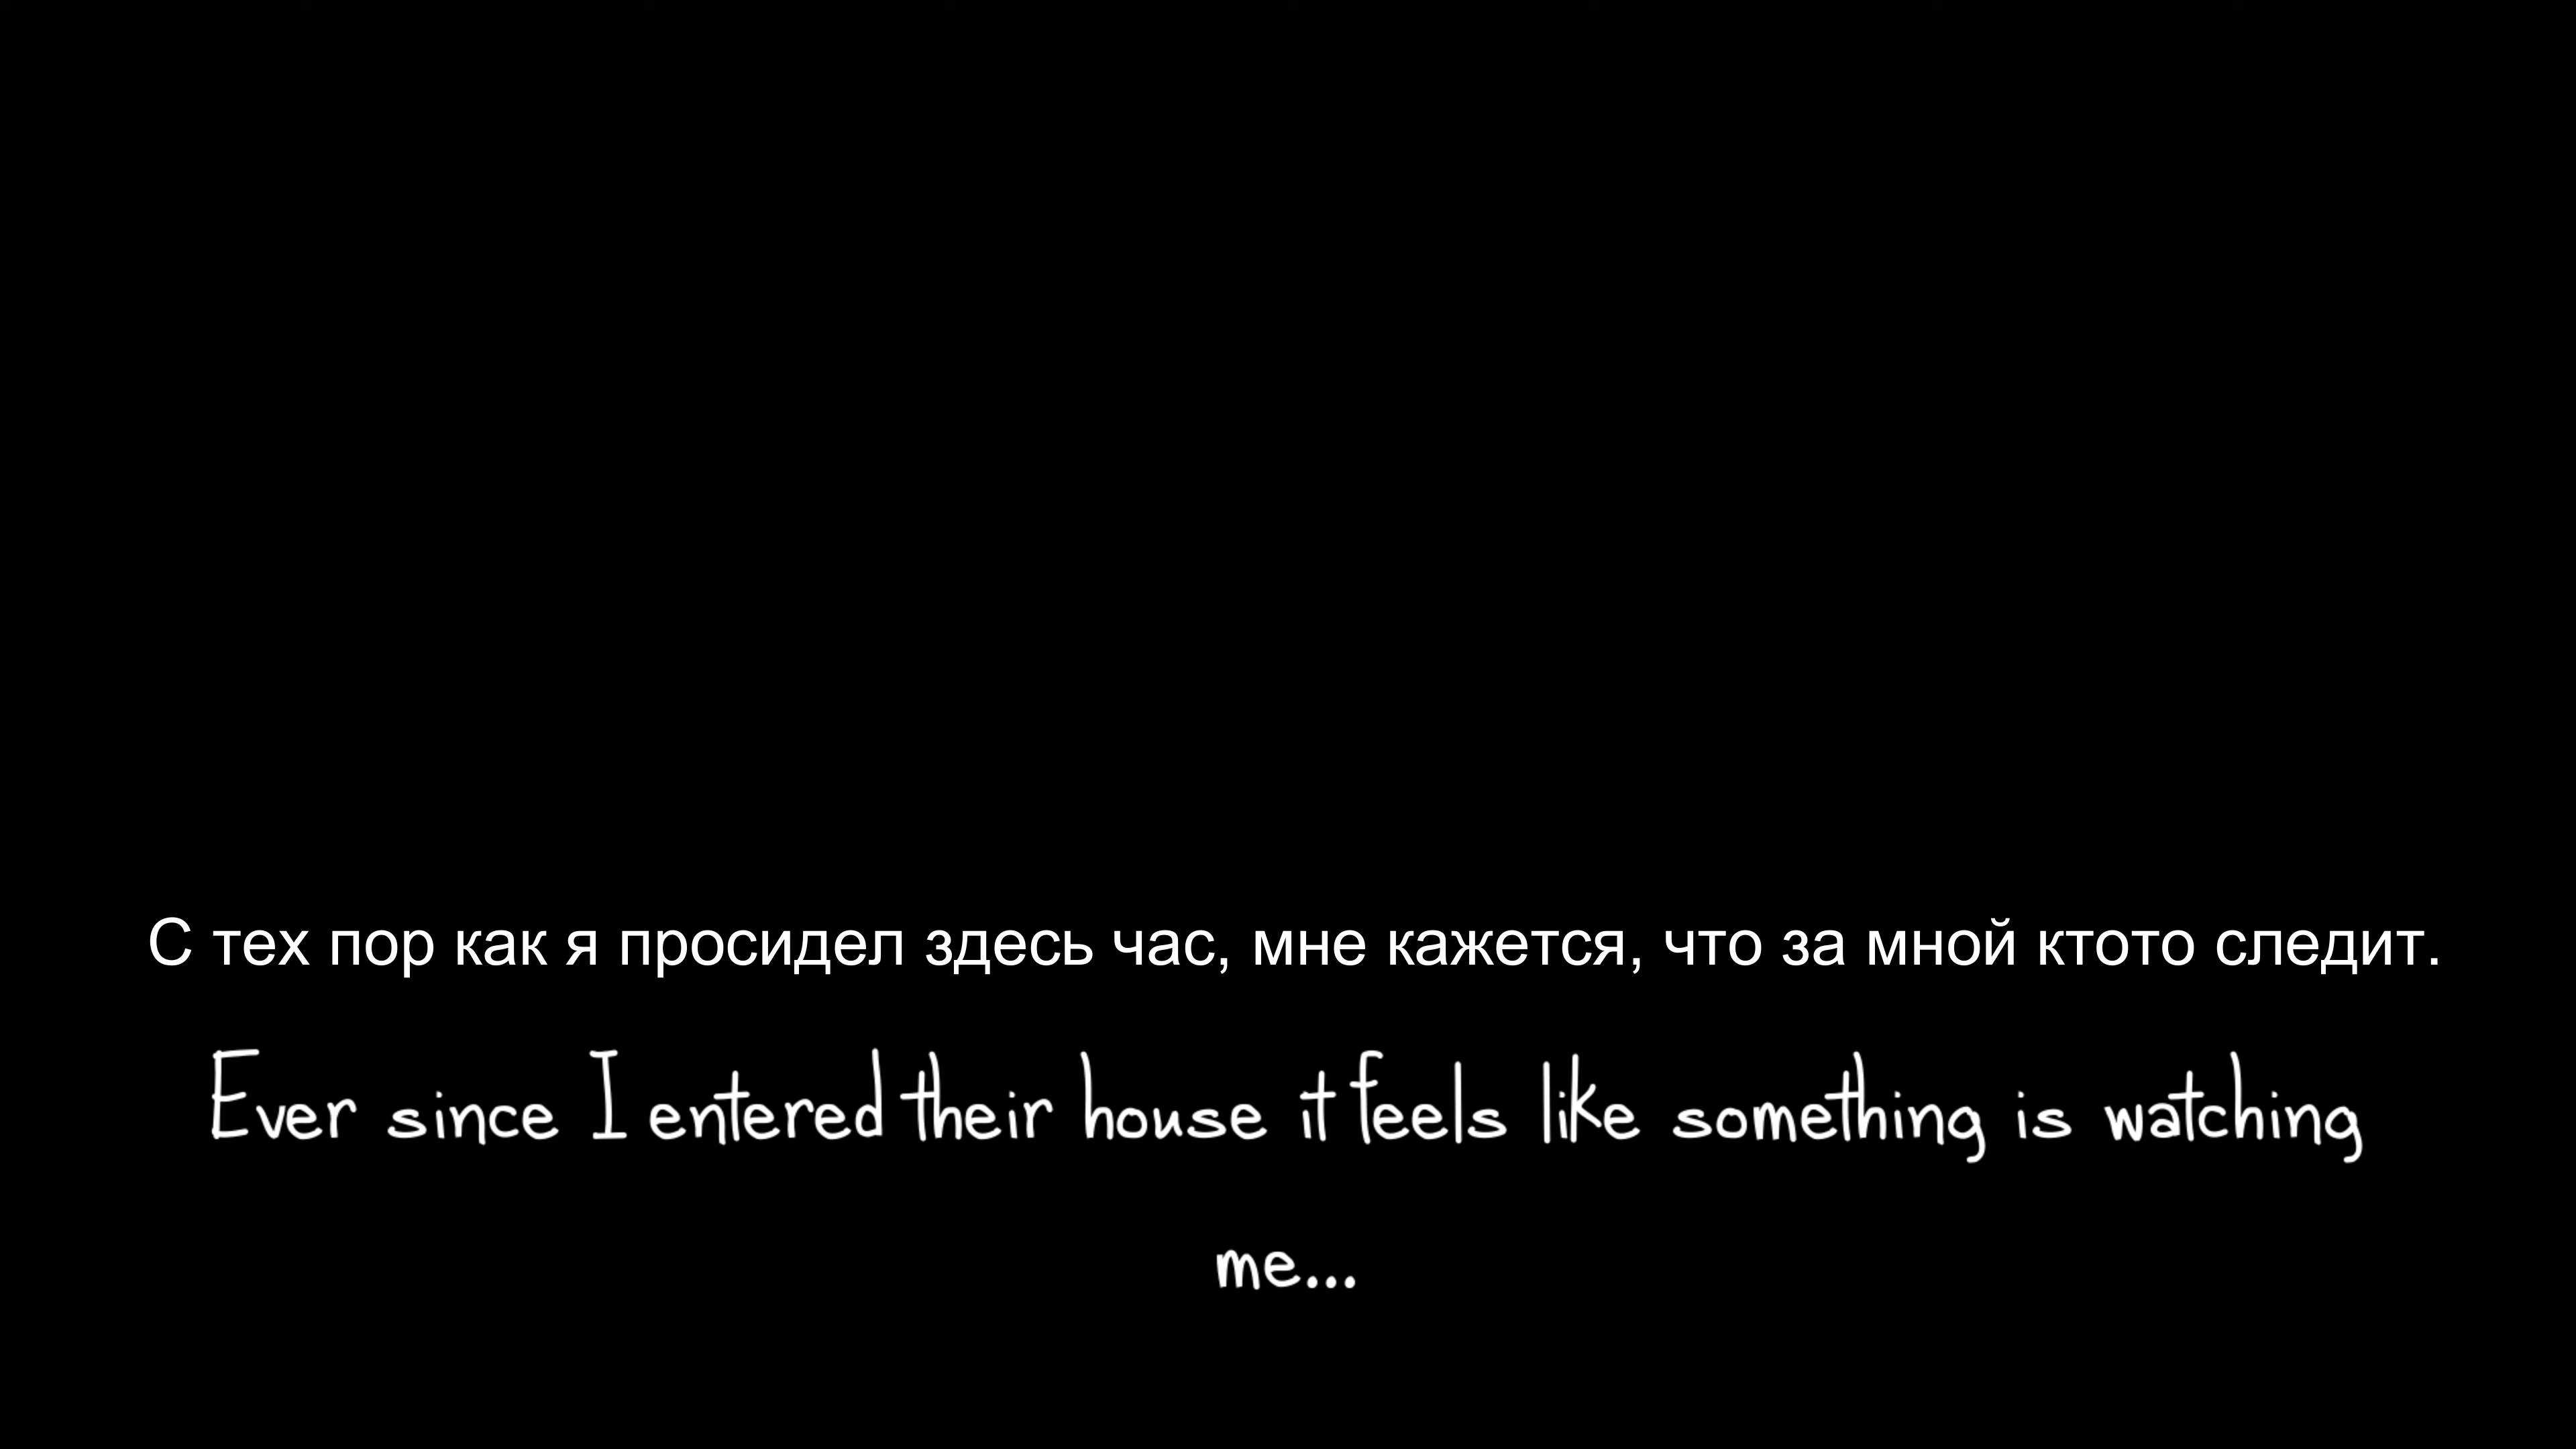 С тех пор как я просидел здесь час, мне кажется, что за мной ктото следит.
Ever since I entered their house it feels like something is watching
me...